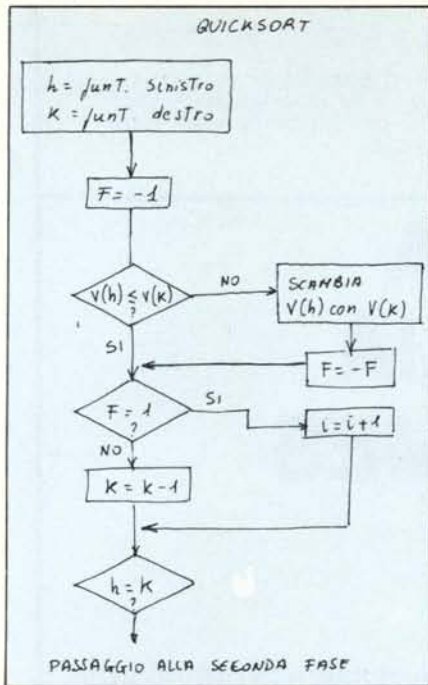 QUICKSORT
h = punt. sinistro
K = punt. destro
F = -1
V(h) ≤ V(k)
?
NO
SCAMBIA
V(h) con V(k)
SI
F = -F
F = 1
?
SI
i = i + 1
NO
K = k - 1
h = K
?
PASSAGGIO ALLA SECONDA FASE